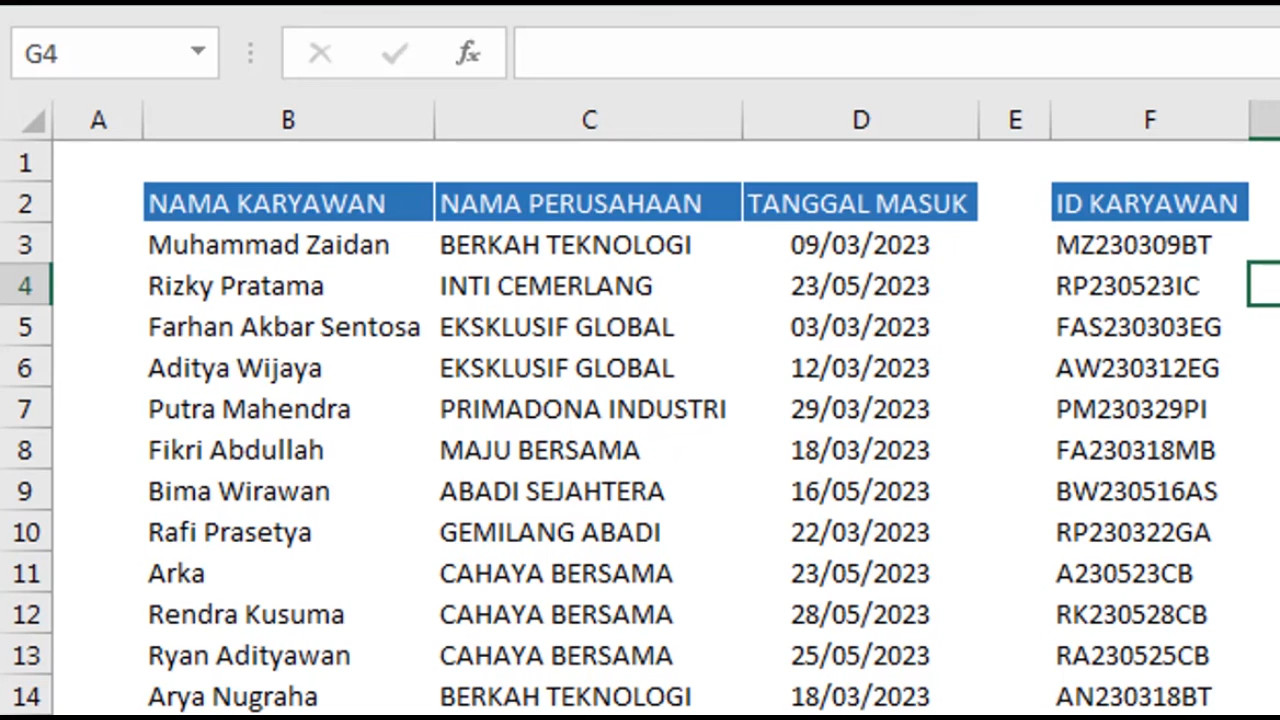 G4 fx
A B C D E F
1
2 NAMA KARYAWAN NAMA PERUSAHAAN TANGGAL MASUK ID KARYAWAN
3 Muhammad Zaidan BERKAH TEKNOLOGI 09/03/2023 MZ230309BT
4 Rizky Pratama INTI CEMERLANG 23/05/2023 RP230523IC
5 Farhan Akbar Sentosa EKSKLUSIF GLOBAL 03/03/2023 FAS230303EG
6 Aditya Wijaya EKSKLUSIF GLOBAL 12/03/2023 AW230312EG
7 Putra Mahendra PRIMADONA INDUSTRI 29/03/2023 PM230329PI
8 Fikri Abdullah MAJU BERSAMA 18/03/2023 FA230318MB
9 Bima Wirawan ABADI SEJAHTERA 16/05/2023 BW230516AS
10 Rafi Prasetya GEMILANG ABADI 22/03/2023 RP230322GA
11 Arka CAHAYA BERSAMA 23/05/2023 A230523CB
12 Rendra Kusuma CAHAYA BERSAMA 28/05/2023 RK230528CB
13 Ryan Adityawan CAHAYA BERSAMA 25/05/2023 RA230525CB
14 Arya Nugraha BERKAH TEKNOLOGI 18/03/2023 AN230318BT